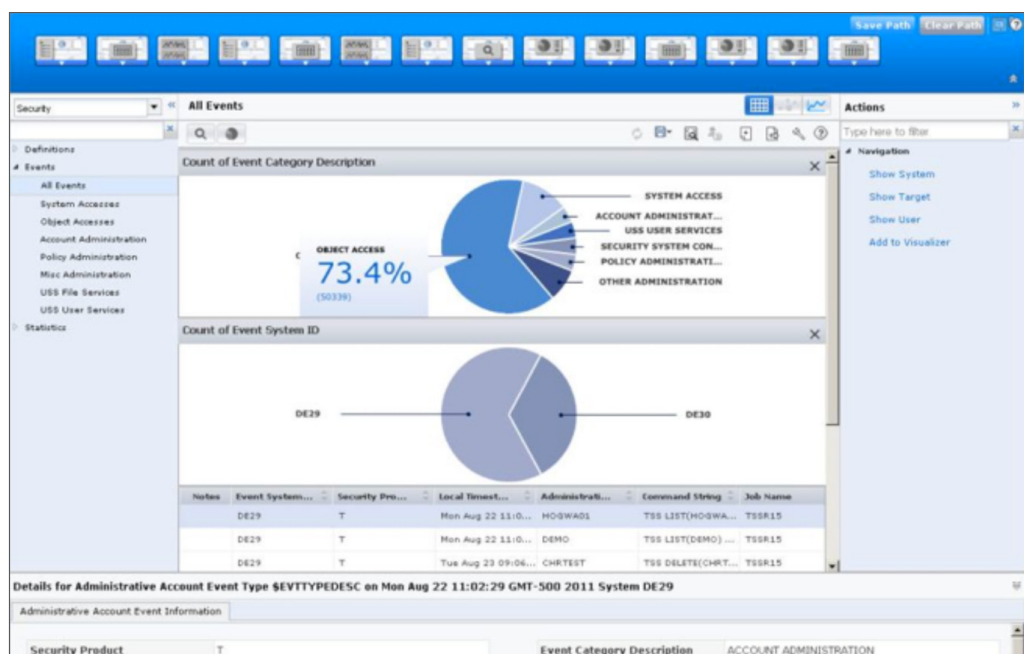 Save Path Clear Path
Security
All Events
Actions
Type here to filter
Definitions
Events
All Events
System Accesses
Object Accesses
Account Administration
Policy Administration
Misc Administration
USS File Services
USS User Services
Statistics
Count of Event Category Description
SYSTEM ACCESS
ACCOUNT ADMINISTRAT...
USS USER SERVICES
SECURITY SYSTEM CON...
POLICY ADMINISTRATI...
OTHER ADMINISTRATION
OBJECT ACCESS
73.4%
(50339)
Navigation
Show System
Show Target
Show User
Add to Visualizer
Count of Event System ID
DE29
DE30
Notes Event System... Security Pro... Local Timest... Administrati... Command String Job Name
DE29 T Mon Aug 22 11:0... HOGWA01 TSS LIST(HOGWA... TSSR15
DE29 T Mon Aug 22 11:0... DEMO TSS LIST(DEMO) ... TSSR15
DE29 T Tue Aug 23 09:06... CHRTEST TSS DELETE(CHRT... TSSR15
Details for Administrative Account Event Type $EVTTYPEDESC on Mon Aug 22 11:02:29 GMT-500 2011 System DE29
Administrative Account Event Information
Security Product T Event Category Description ACCOUNT ADMINISTRATION